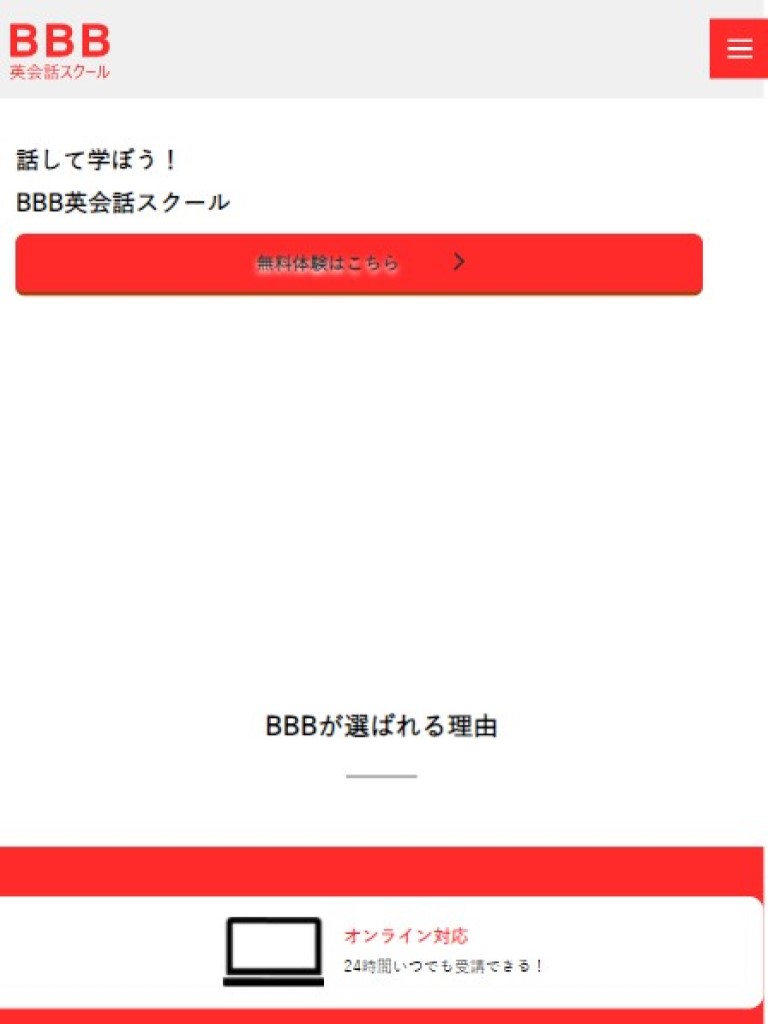 BBB
英会話スクール
話して学ぼう！
BBB英会話スクール
無料体験はこちら
BBBが選ばれる理由
オンライン対応
24時間いつでも受講できる！